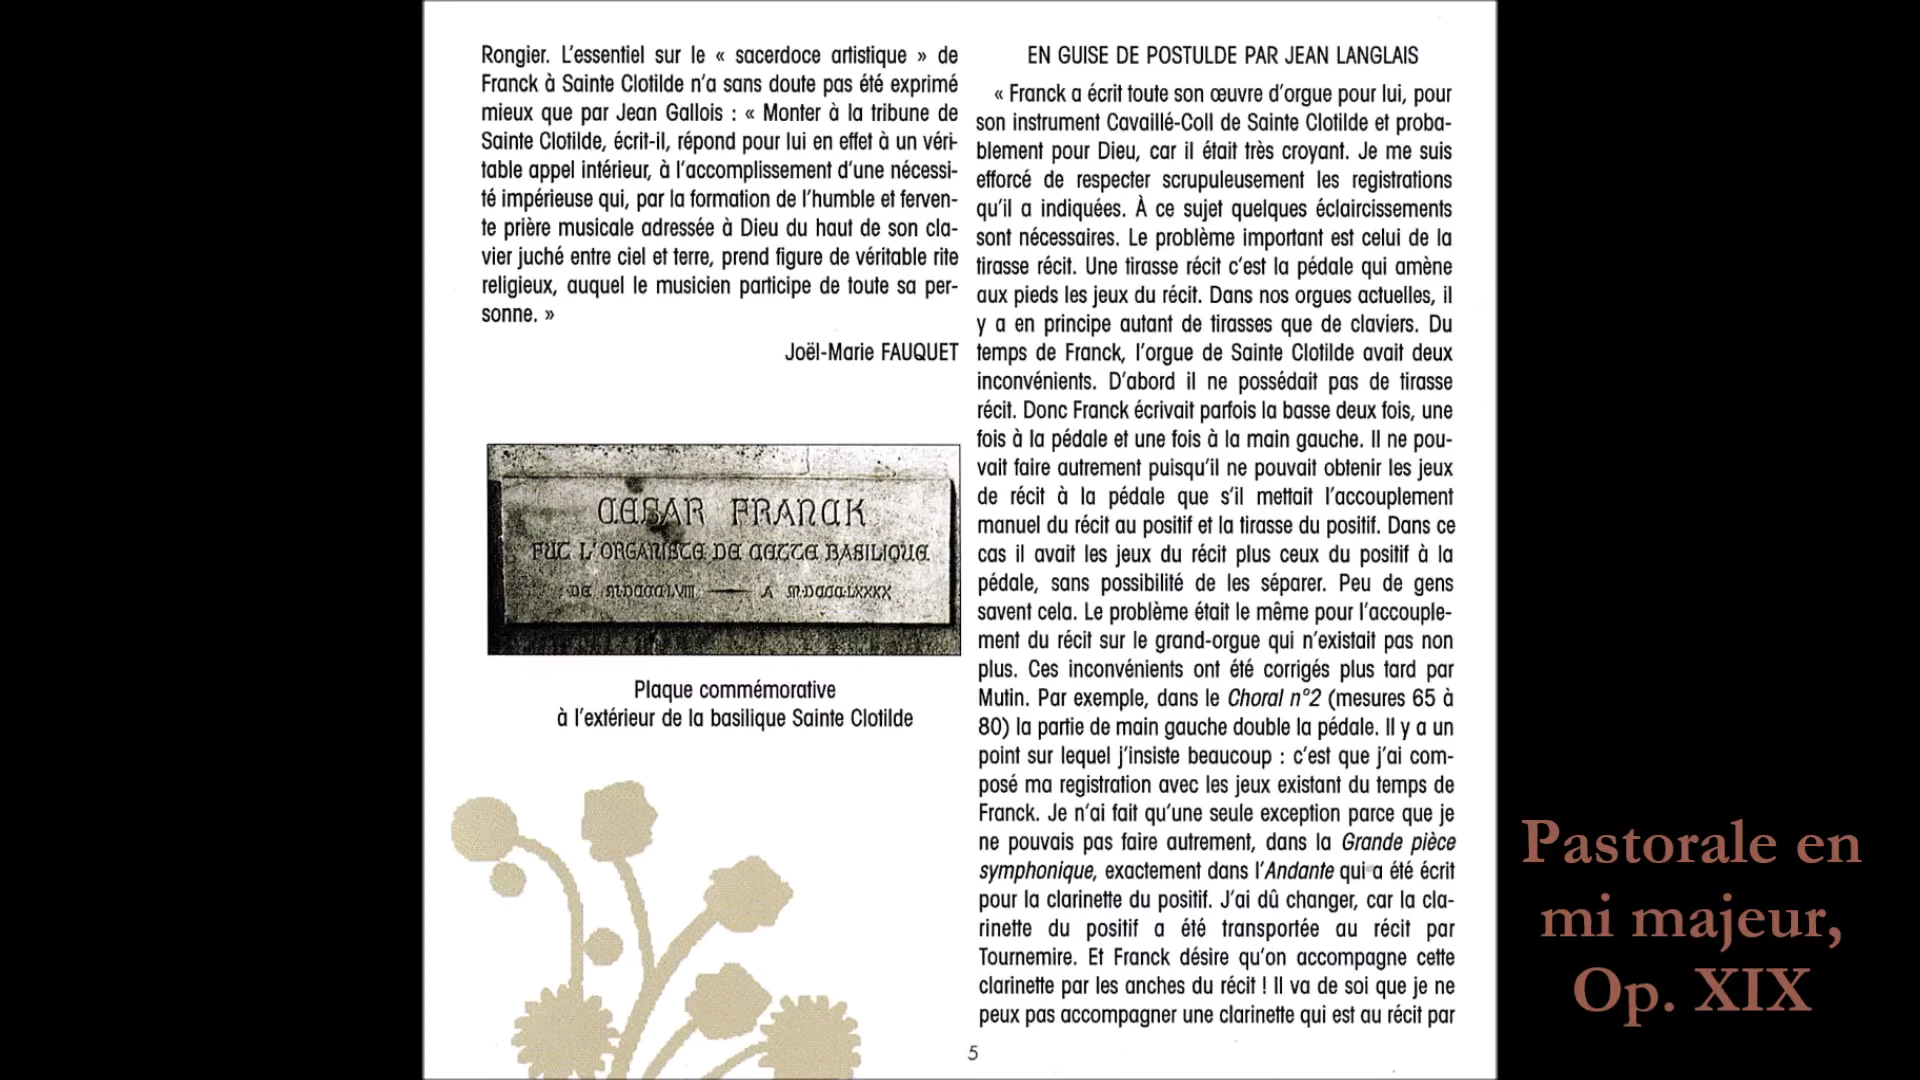 Rongier. L’essentiel sur le « sacerdoce artistique » de
Franck à Sainte Clotilde n’a sans doute pas été exprimé
mieux que par Jean Gallois : « Monter à la tribune de
Sainte Clotilde, écrit-il, répond pour lui en effet à un véri-
table appel intérieur, à l’accomplissement d’une nécessi-
té impérieuse qui, par la formation de l’humble et ferven-
te prière musicale adressée à Dieu du haut de son cla-
vier juché entre ciel et terre, prend figure de véritable rite
religieux, auquel le musicien participe de toute sa per-
sonne. »
Joël-Marie FAUQUET
CESAR FRANCK
FUT L’ORGANISTE DE CETTE BASILIQUE
DE M·DCCC·LVIII — A M·DCCC·LXXXX
Plaque commémorative
à l’extérieur de la basilique Sainte Clotilde
EN GUISE DE POSTULDE PAR JEAN LANGLAIS
« Franck a écrit toute son œuvre d’orgue pour lui, pour
son instrument Cavaillé-Coll de Sainte Clotilde et proba-
blement pour Dieu, car il était très croyant. Je me suis
efforcé de respecter scrupuleusement les registrations
qu’il a indiquées. À ce sujet quelques éclaircissements
sont nécessaires. Le problème important est celui de la
tirasse récit. Une tirasse récit c’est la pédale qui amène
aux pieds les jeux du récit. Dans nos orgues actuelles, il
y a en principe autant de tirasses que de claviers. Du
temps de Franck, l’orgue de Sainte Clotilde avait deux
inconvénients. D’abord il ne possédait pas de tirasse
récit. Donc Franck écrivait parfois la basse deux fois, une
fois à la pédale et une fois à la main gauche. Il ne pou-
vait faire autrement puisqu’il ne pouvait obtenir les jeux
de récit à la pédale que s’il mettait l’accouplement
manuel du récit au positif et la tirasse du positif. Dans ce
cas il avait les jeux du récit plus ceux du positif à la
pédale, sans possibilité de les séparer. Peu de gens
savent cela. Le problème était le même pour l’accouple-
ment du récit sur le grand-orgue qui n’existait pas non
plus. Ces inconvénients ont été corrigés plus tard par
Mutin. Par exemple, dans le Choral n°2 (mesures 65 à
80) la partie de main gauche double la pédale. Il y a un
point sur lequel j’insiste beaucoup : c’est que j’ai com-
posé ma registration avec les jeux existant du temps de
Franck. Je n’ai fait qu’une seule exception parce que je
ne pouvais pas faire autrement, dans la Grande pièce
symphonique, exactement dans l’Andante qui a été écrit
pour la clarinette du positif. J’ai dû changer, car la cla-
rinette du positif a été transportée au récit par
Tournemire. Et Franck désire qu’on accompagne cette
clarinette par les anches du récit ! Il va de soi que je ne
peux pas accompagner une clarinette qui est au récit par
5
Pastorale en
mi majeur,
Op. XIX